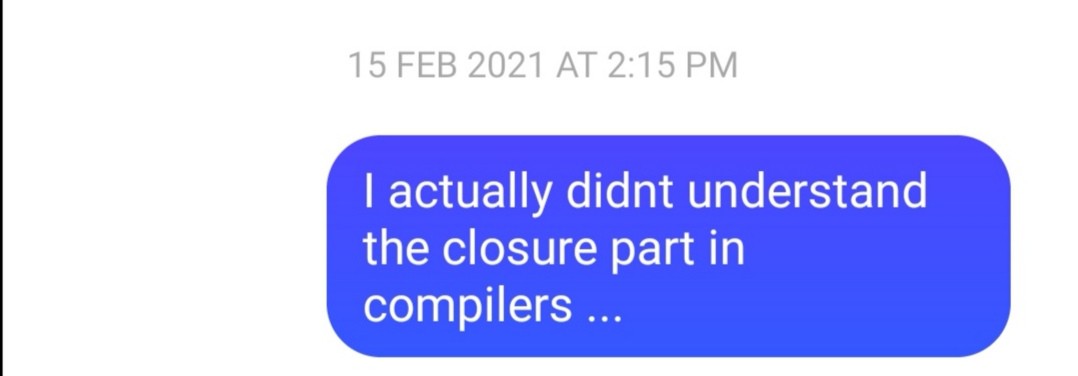 15 FEB 2021 AT 2:15 PM
I actually didnt understand
the closure part in
compilers ...